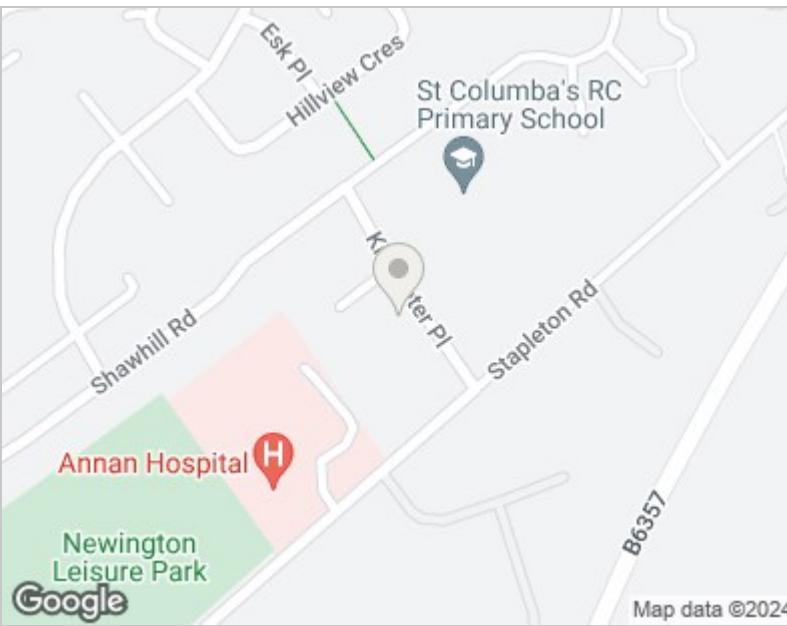 Esk Pl
Hillview Cres
St Columba's RC
Primary School
Shawhill Rd
Stapleton Rd
Annan Hospital
H
B6357
Newington
Leisure Park
Google
Map data ©2024